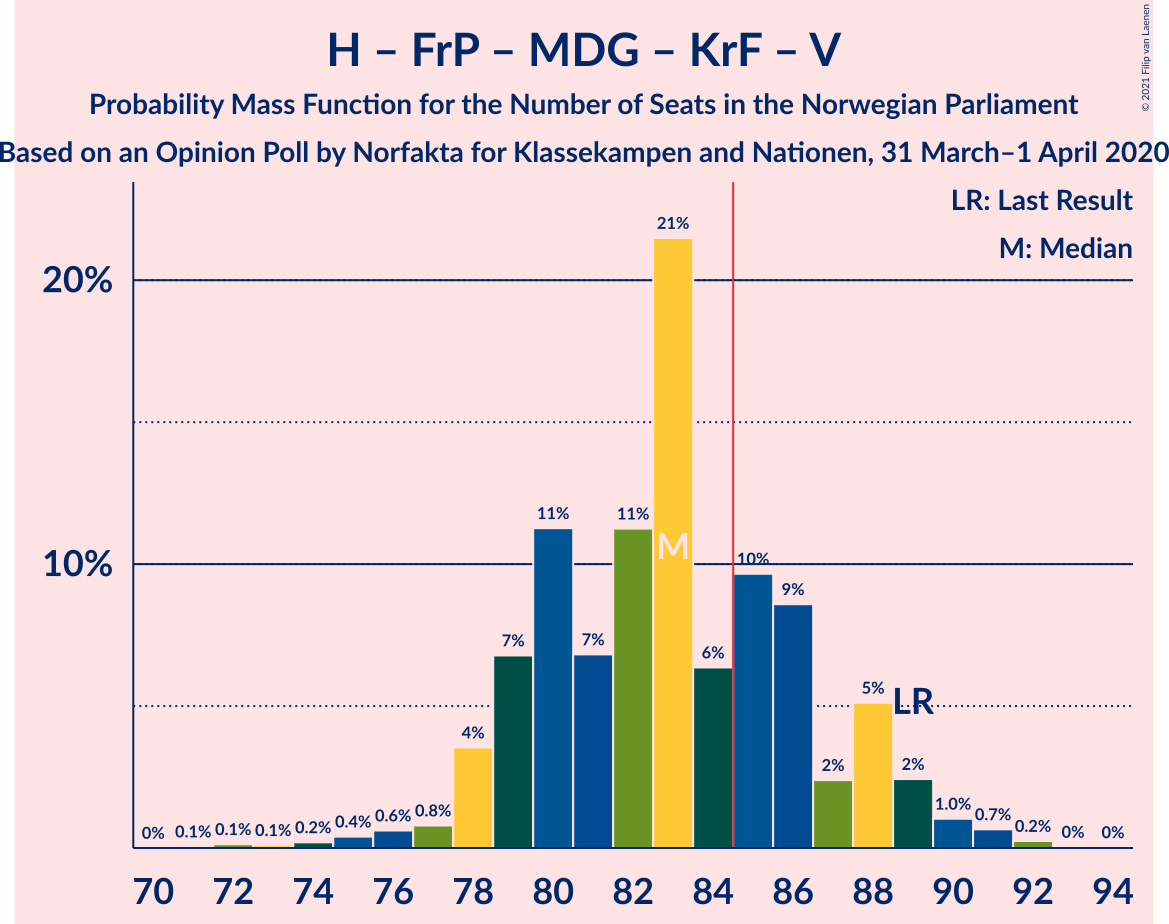 H – FrP – MDG – KrF – V
Probability Mass Function for the Number of Seats in the Norwegian Parliament
Based on an Opinion Poll by Norfakta for Klassekampen and Nationen, 31 March–1 April 2020
© 2021 Filip van Laenen
LR: Last Result
M: Median
20%
10%
0% 0.1% 0.1% 0.1% 0.2% 0.4% 0.6% 0.8% 4% 7% 11% 7% 11% 21% 6% 10% 9% 2% 5% 2% 1.0% 0.7% 0.2% 0% 0%
M
LR
70 72 74 76 78 80 82 84 86 88 90 92 94